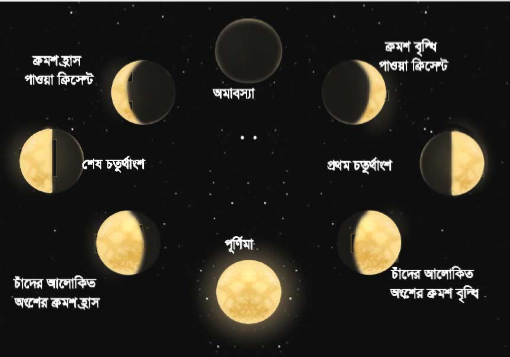 ক্রমশ হ্রাস
পাওয়া ক্রিসেন্ট
অমাবস্যা
ক্রমশ বৃদ্ধি
পাওয়া ক্রিসেন্ট
শেষ চতুর্থাংশ
প্রথম চতুর্থাংশ
পূর্ণিমা
চাঁদের আলোকিত
অংশের ক্রমশ হ্রাস
চাঁদের আলোকিত
অংশের ক্রমশ বৃদ্ধি